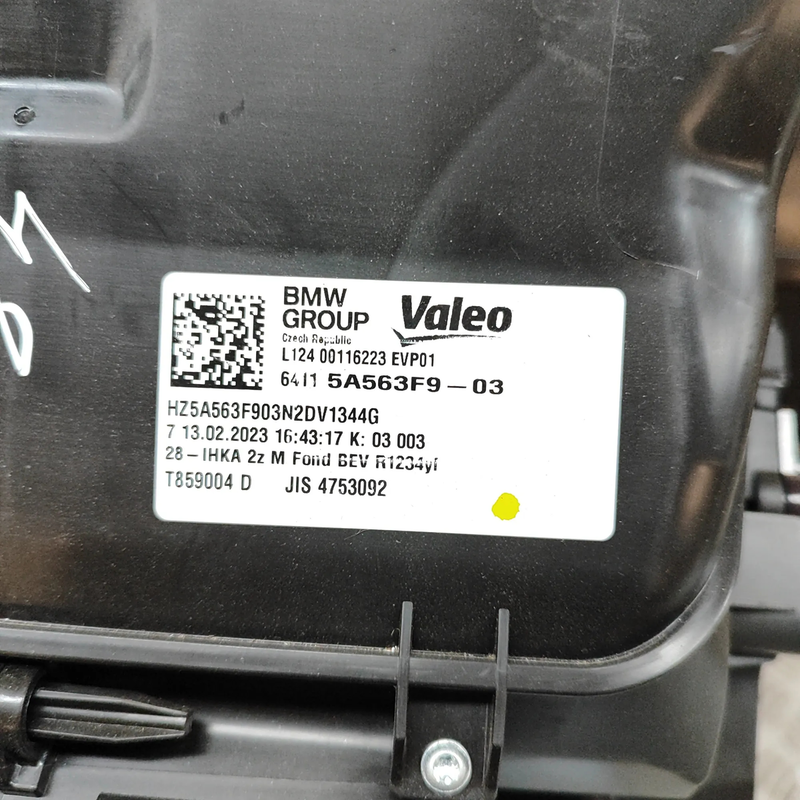 BMW
GROUP
Valeo
Czech Republic
L124 00116223 EVP01
6411 5A563F9-03
HZ5A563F903N2DV1344G
7 13.02.2023 16:43:17 K: 03 003
28-IHKA 2z M Fond BEV R1234yf
T859004 D JIS 4753092